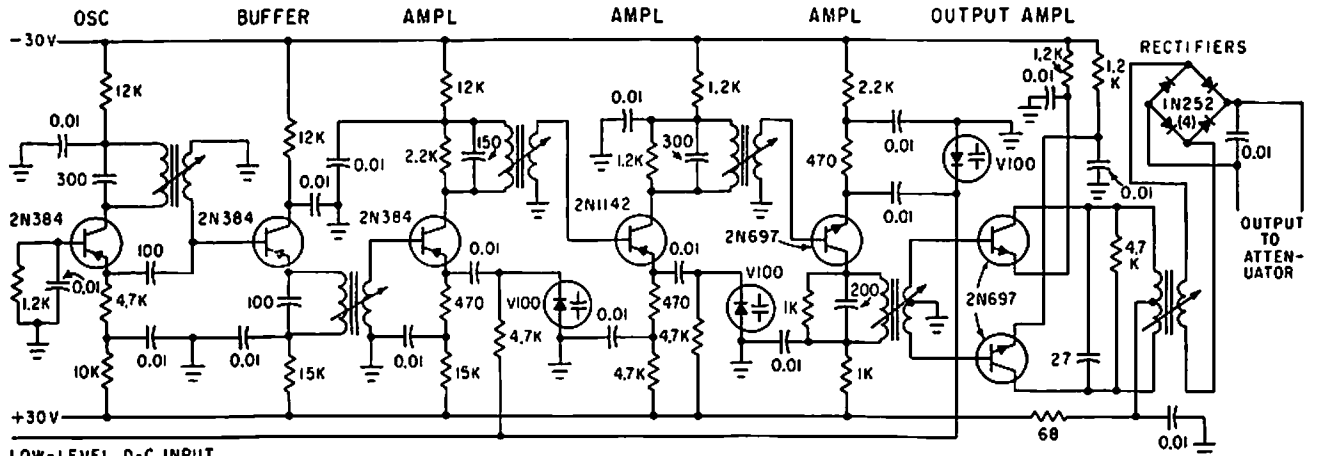 OSC BUFFER AMPL AMPL AMPL OUTPUT AMPL
RECTIFIERS
-30V
12K
0.01
300
2N384
100
1.2K
0.01
4.7K
0.01
10K
12K
0.01
0.01
2N384
100
0.01
15K
12K
2.2K
150
2N384
0.01
470
0.01
15K
4.7K
V100
0.01
1.2K
0.01
1.2K
300
2N1142
0.01
470
4.7K
4.7K
V100
0.01
2.2K
470
0.01
0.01
V100
2N697
1K
200
1K
1.2K
0.01
1.2
K
0.01
2N697
27
4.7
K
68
0.01
1N252
(4)
0.01
OUTPUT
TO
ATTEN-
UATOR
+30V
LOW-LEVEL D-C INPUT